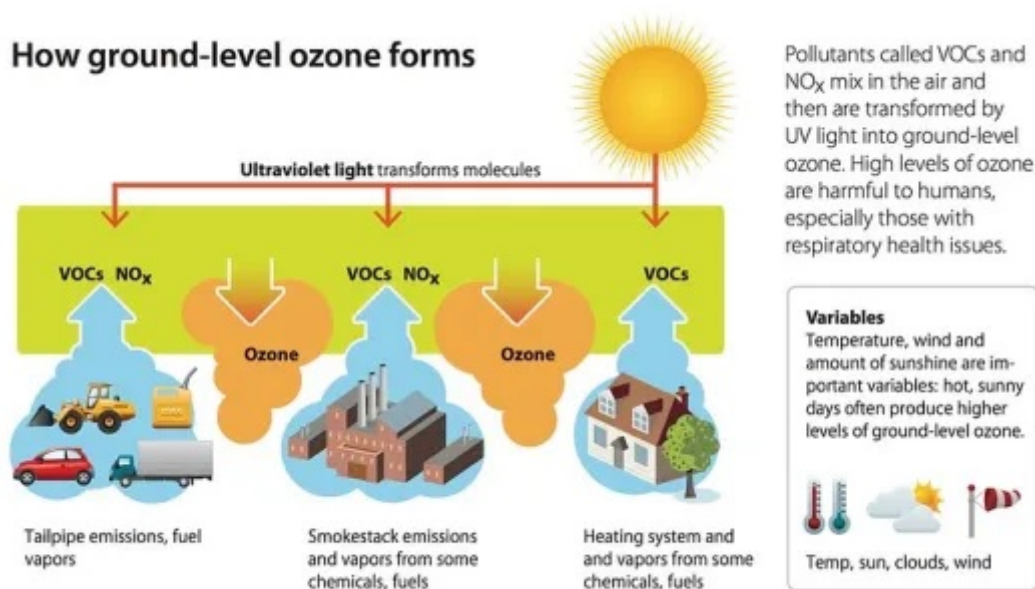 How ground-level ozone forms
Ultraviolet light transforms molecules
VOCs NOx
VOCs NOx
VOCs
Ozone
Ozone
Tailpipe emissions, fuel
vapors
Smokestack emissions
and vapors from some
chemicals, fuels
Heating system and
and vapors from some
chemicals, fuels
Pollutants called VOCs and
NOx mix in the air and
then are transformed by
UV light into ground-level
ozone. High levels of ozone
are harmful to humans,
especially those with
respiratory health issues.
Variables
Temperature, wind and
amount of sunshine are im-
portant variables: hot, sunny
days often produce higher
levels of ground-level ozone.
Temp, sun, clouds, wind